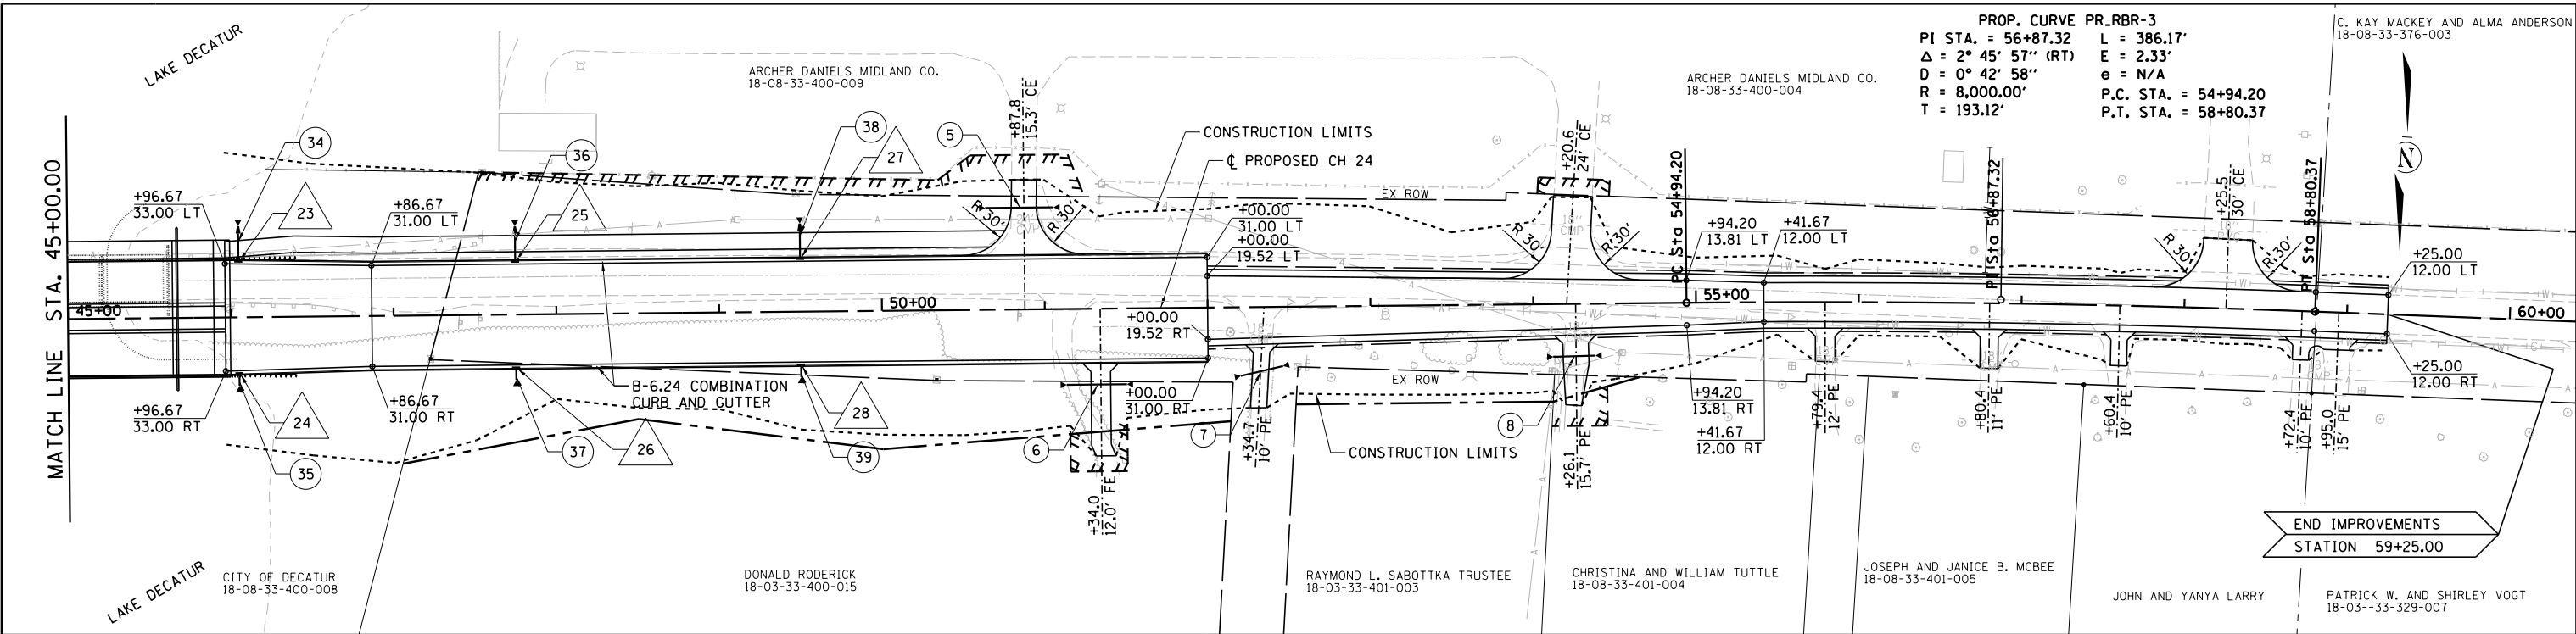 PROP. CURVE PR_RBR-3
PI STA. = 56+87.32
Δ = 2° 45' 57'' (RT)
D = 0° 42' 58''
R = 8,000.00'
T = 193.12'
L = 386.17'
E = 2.33'
e = N/A
P.C. STA. = 54+94.20
P.T. STA. = 58+80.37
C. KAY MACKEY AND ALMA ANDERSON
18-08-33-376-003
LAKE DECATUR
ARCHER DANIELS MIDLAND CO.
18-08-33-400-009
ARCHER DANIELS MIDLAND CO.
18-08-33-400-004
N
MATCH LINE STA. 45+00.00
34
36
38
5
23
25
27
+87.8
15.3' CE
CONSTRUCTION LIMITS
℄ PROPOSED CH 24
+20.6
24' CE
+25.5
30' CE
EX ROW
+96.67
33.00 LT
+86.67
31.00 LT
R 30'
R 30'
+00.00
31.00 LT
+00.00
19.52 LT
R 30'
R 30'
PC Sta 54+94.20
+94.20
13.81 LT
+41.67
12.00 LT
PI Sta 56+87.32
R 30'
R 30'
PT Sta 58+80.37
+25.00
12.00 LT
45+00
50+00
55+00
60+00
+00.00
19.52 RT
B-6.24 COMBINATION
CURB AND GUTTER
+96.67
33.00 RT
+86.67
31.00 RT
24
26
28
35
37
39
6
7
8
+00.00
31.00 RT
+34.0
12.0' FE
+34.7
10' PE
EX ROW
CONSTRUCTION LIMITS
+26.1
15.7' PE
+94.20
13.81 RT
+41.67
12.00 RT
+79.4
12' PE
+80.4
11' PE
+60.4
10' PE
+72.4
10' PE
+95.0
15' PE
+25.00
12.00 RT
END IMPROVEMENTS
STATION 59+25.00
LAKE DECATUR
CITY OF DECATUR
18-08-33-400-008
DONALD RODERICK
18-03-33-400-015
RAYMOND L. SABOTTKA TRUSTEE
18-03-33-401-003
CHRISTINA AND WILLIAM TUTTLE
18-08-33-401-004
JOSEPH AND JANICE B. MCBEE
18-08-33-401-005
JOHN AND YANYA LARRY
PATRICK W. AND SHIRLEY VOGT
18-03--33-329-007